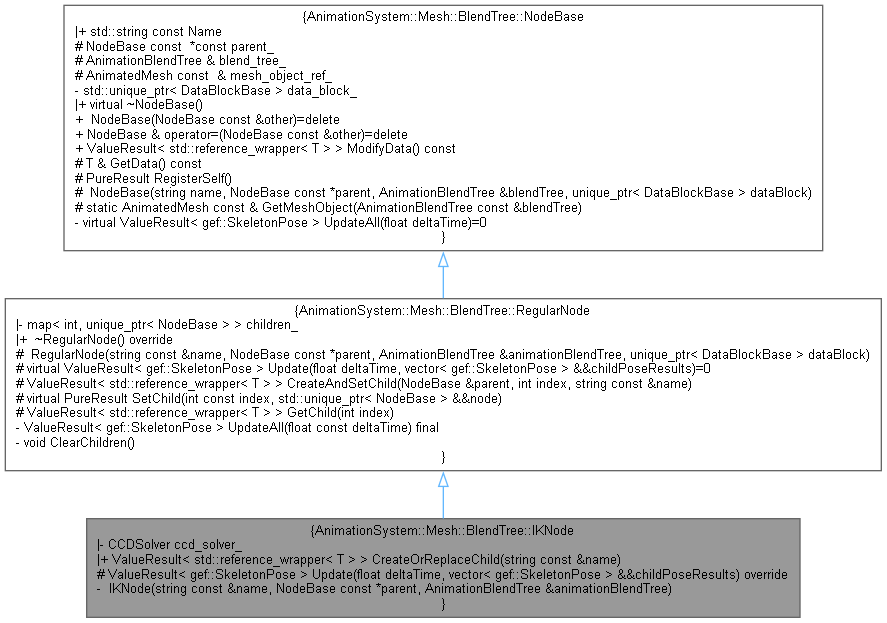 {AnimationSystem::Mesh::BlendTree::NodeBase
|+ std::string const Name
# NodeBase const  *const parent_
# AnimationBlendTree & blend_tree_
# AnimatedMesh const  & mesh_object_ref_
- std::unique_ptr< DataBlockBase > data_block_
|+ virtual ~NodeBase()
+  NodeBase(NodeBase const &other)=delete
+ NodeBase & operator=(NodeBase const &other)=delete
+ ValueResult< std::reference_wrapper< T > > ModifyData() const
# T & GetData() const
# PureResult RegisterSelf()
#  NodeBase(string name, NodeBase const *parent, AnimationBlendTree &blendTree, unique_ptr< DataBlockBase > dataBlock)
# static AnimatedMesh const & GetMeshObject(AnimationBlendTree const &blendTree)
- virtual ValueResult< gef::SkeletonPose > UpdateAll(float deltaTime)=0
}
{AnimationSystem::Mesh::BlendTree::RegularNode
|- map< int, unique_ptr< NodeBase > > children_
|+  ~RegularNode() override
#  RegularNode(string const &name, NodeBase const *parent, AnimationBlendTree &animationBlendTree, unique_ptr< DataBlockBase > dataBlock)
# virtual ValueResult< gef::SkeletonPose > Update(float deltaTime, vector< gef::SkeletonPose > &&childPoseResults)=0
# ValueResult< std::reference_wrapper< T > > CreateAndSetChild(NodeBase &parent, int index, string const &name)
# virtual PureResult SetChild(int const index, std::unique_ptr< NodeBase > &&node)
# ValueResult< std::reference_wrapper< T > > GetChild(int index)
- ValueResult< gef::SkeletonPose > UpdateAll(float const deltaTime) final
- void ClearChildren()
}
{AnimationSystem::Mesh::BlendTree::IKNode
|- CCDSolver ccd_solver_
|+ ValueResult< std::reference_wrapper< T > > CreateOrReplaceChild(string const &name)
# ValueResult< gef::SkeletonPose > Update(float deltaTime, vector< gef::SkeletonPose > &&childPoseResults) override
-  IKNode(string const &name, NodeBase const *parent, AnimationBlendTree &animationBlendTree)
}